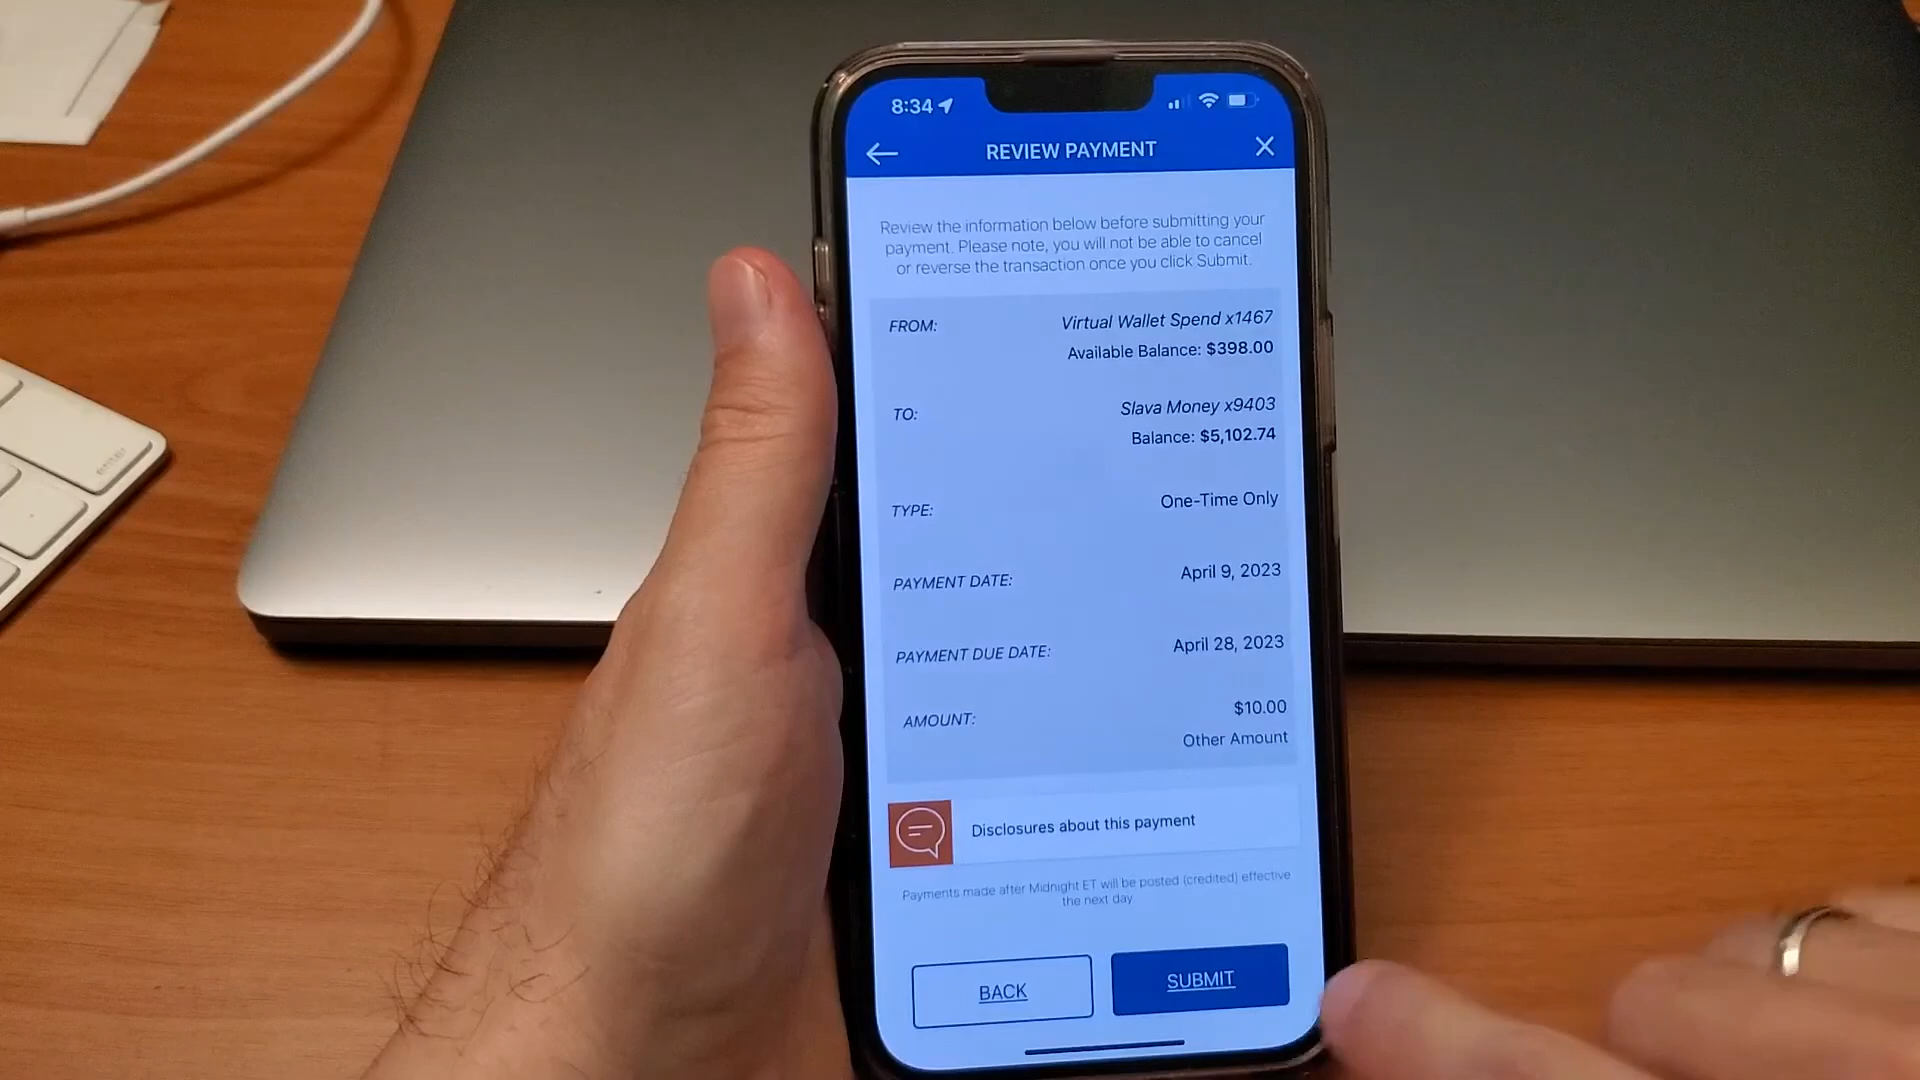 8:34
REVIEW PAYMENT
Review the information below before submitting your
payment. Please note, you will not be able to cancel
or reverse the transaction once you click Submit.
FROM: Virtual Wallet Spend x1467
Available Balance: $398.00
TO: Slava Money x9403
Balance: $5,102.74
TYPE: One-Time Only
PAYMENT DATE: April 9, 2023
PAYMENT DUE DATE: April 28, 2023
AMOUNT: $10.00
Other Amount
Disclosures about this payment
Payments made after Midnight ET will be posted (credited) effective
the next day
BACK SUBMIT
enter